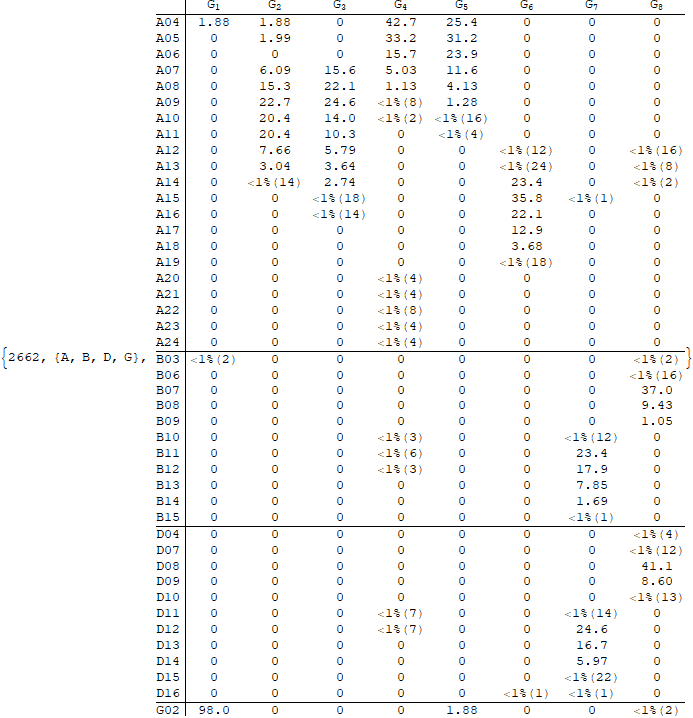 G1 G2 G3 G4 G5 G6 G7 G8
A04 1.88 1.88 0 42.7 25.4 0 0 0
A05 0 1.99 0 33.2 31.2 0 0 0
A06 0 0 0 15.7 23.9 0 0 0
A07 0 6.09 15.6 5.03 11.6 0 0 0
A08 0 15.3 22.1 1.13 4.13 0 0 0
A09 0 22.7 24.6 <1%(8) 1.28 0 0 0
A10 0 20.4 14.0 <1%(2) <1%(16) 0 0 0
A11 0 20.4 10.3 0 <1%(4) 0 0 0
A12 0 7.66 5.79 0 0 <1%(12) 0 <1%(16)
A13 0 3.04 3.64 0 0 <1%(24) 0 <1%(8)
A14 0 <1%(14) 2.74 0 0 23.4 0 <1%(2)
A15 0 0 <1%(18) 0 0 35.8 <1%(1) 0
A16 0 0 <1%(14) 0 0 22.1 0 0
A17 0 0 0 0 0 12.9 0 0
A18 0 0 0 0 0 3.68 0 0
A19 0 0 0 0 0 <1%(18) 0 0
A20 0 0 0 <1%(4) 0 0 0 0
A21 0 0 0 <1%(4) 0 0 0 0
A22 0 0 0 <1%(8) 0 0 0 0
A23 0 0 0 <1%(4) 0 0 0 0
A24 0 0 0 <1%(4) 0 0 0 0
{2662, {A, B, D, G}, B03 <1%(2) 0 0 0 0 0 0 <1%(2) }
B06 0 0 0 0 0 0 0 <1%(16)
B07 0 0 0 0 0 0 0 37.0
B08 0 0 0 0 0 0 0 9.43
B09 0 0 0 0 0 0 0 1.05
B10 0 0 0 <1%(3) 0 0 <1%(12) 0
B11 0 0 0 <1%(6) 0 0 23.4 0
B12 0 0 0 <1%(3) 0 0 17.9 0
B13 0 0 0 0 0 0 7.85 0
B14 0 0 0 0 0 0 1.69 0
B15 0 0 0 0 0 0 <1%(1) 0
D04 0 0 0 0 0 0 0 <1%(4)
D07 0 0 0 0 0 0 0 <1%(12)
D08 0 0 0 0 0 0 0 41.1
D09 0 0 0 0 0 0 0 8.60
D10 0 0 0 0 0 0 0 <1%(13)
D11 0 0 0 <1%(7) 0 0 <1%(14) 0
D12 0 0 0 <1%(7) 0 0 24.6 0
D13 0 0 0 0 0 0 16.7 0
D14 0 0 0 0 0 0 5.97 0
D15 0 0 0 0 0 0 <1%(22) 0
D16 0 0 0 0 0 <1%(1) <1%(1) 0
G02 98.0 0 0 0 1.88 0 0 <1%(2)